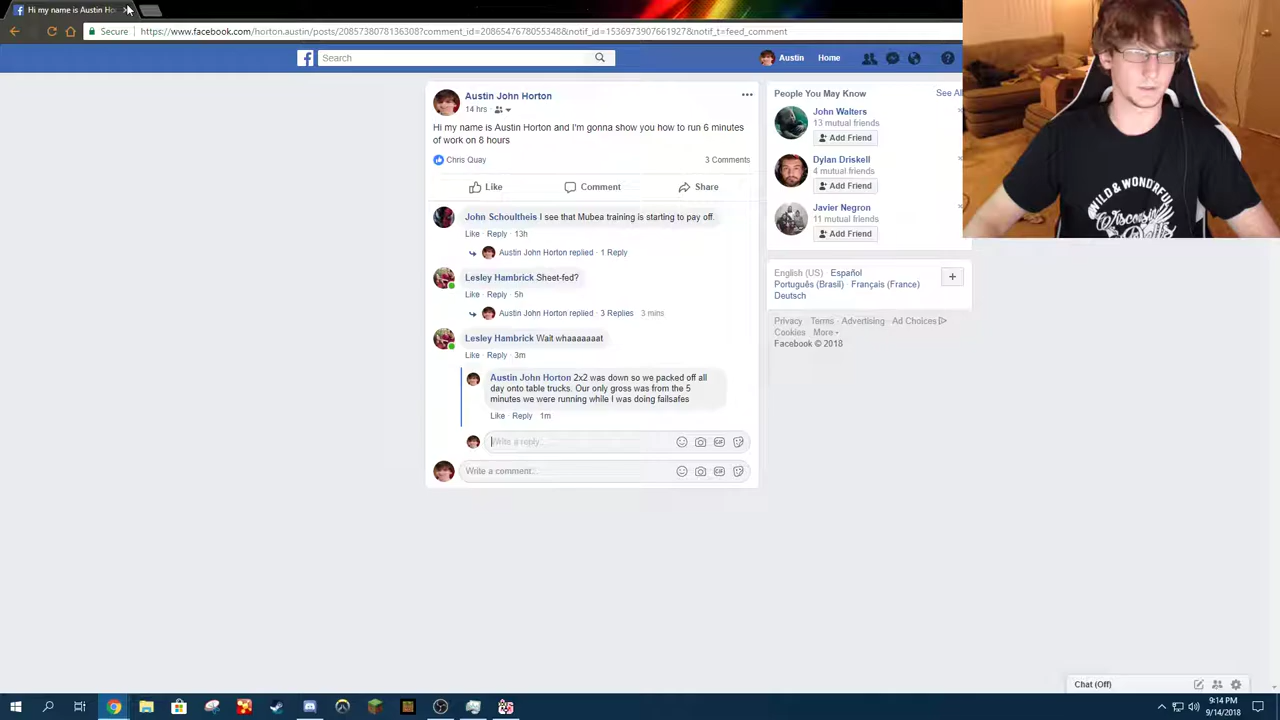 Hi my name is Austin Ho
Secure
https://www.facebook.com/horton.austin/posts/2085738078136308?comment_id=2086547678055348&notif_id=1536973907661927&notif_t=feed_comment
Search
Austin
Home
Austin John Horton
14 hrs
Hi my name is Austin Horton and I'm gonna show you how to run 6 minutes
of work on 8 hours
Chris Quay
3 Comments
Like
Comment
Share
John Schoultheis I see that Mubea training is starting to pay off.
Like · Reply · 13h
Austin John Horton replied · 1 Reply
Lesley Hambrick Sheet-fed?
Like · Reply · 5h
Austin John Horton replied · 3 Replies 3 mins
Lesley Hambrick Wait whaaaaaaat
Like · Reply · 3m
Austin John Horton 2x2 was down so we packed off all
day onto table trucks. Our only gross was from the 5
minutes we were running while I was doing failsafes
Like · Reply · 1m
Write a reply...
Write a comment...
People You May Know
See All
John Walters
13 mutual friends
Add Friend
Dylan Driskell
4 mutual friends
Add Friend
Javier Negron
11 mutual friends
Add Friend
English (US) · Español
Português (Brasil) · Français (France)
Deutsch
Privacy · Terms · Advertising · Ad Choices
Cookies · More
Facebook © 2018
WILD & WONDERFUL
Chat (Off)
9:14 PM
9/14/2018